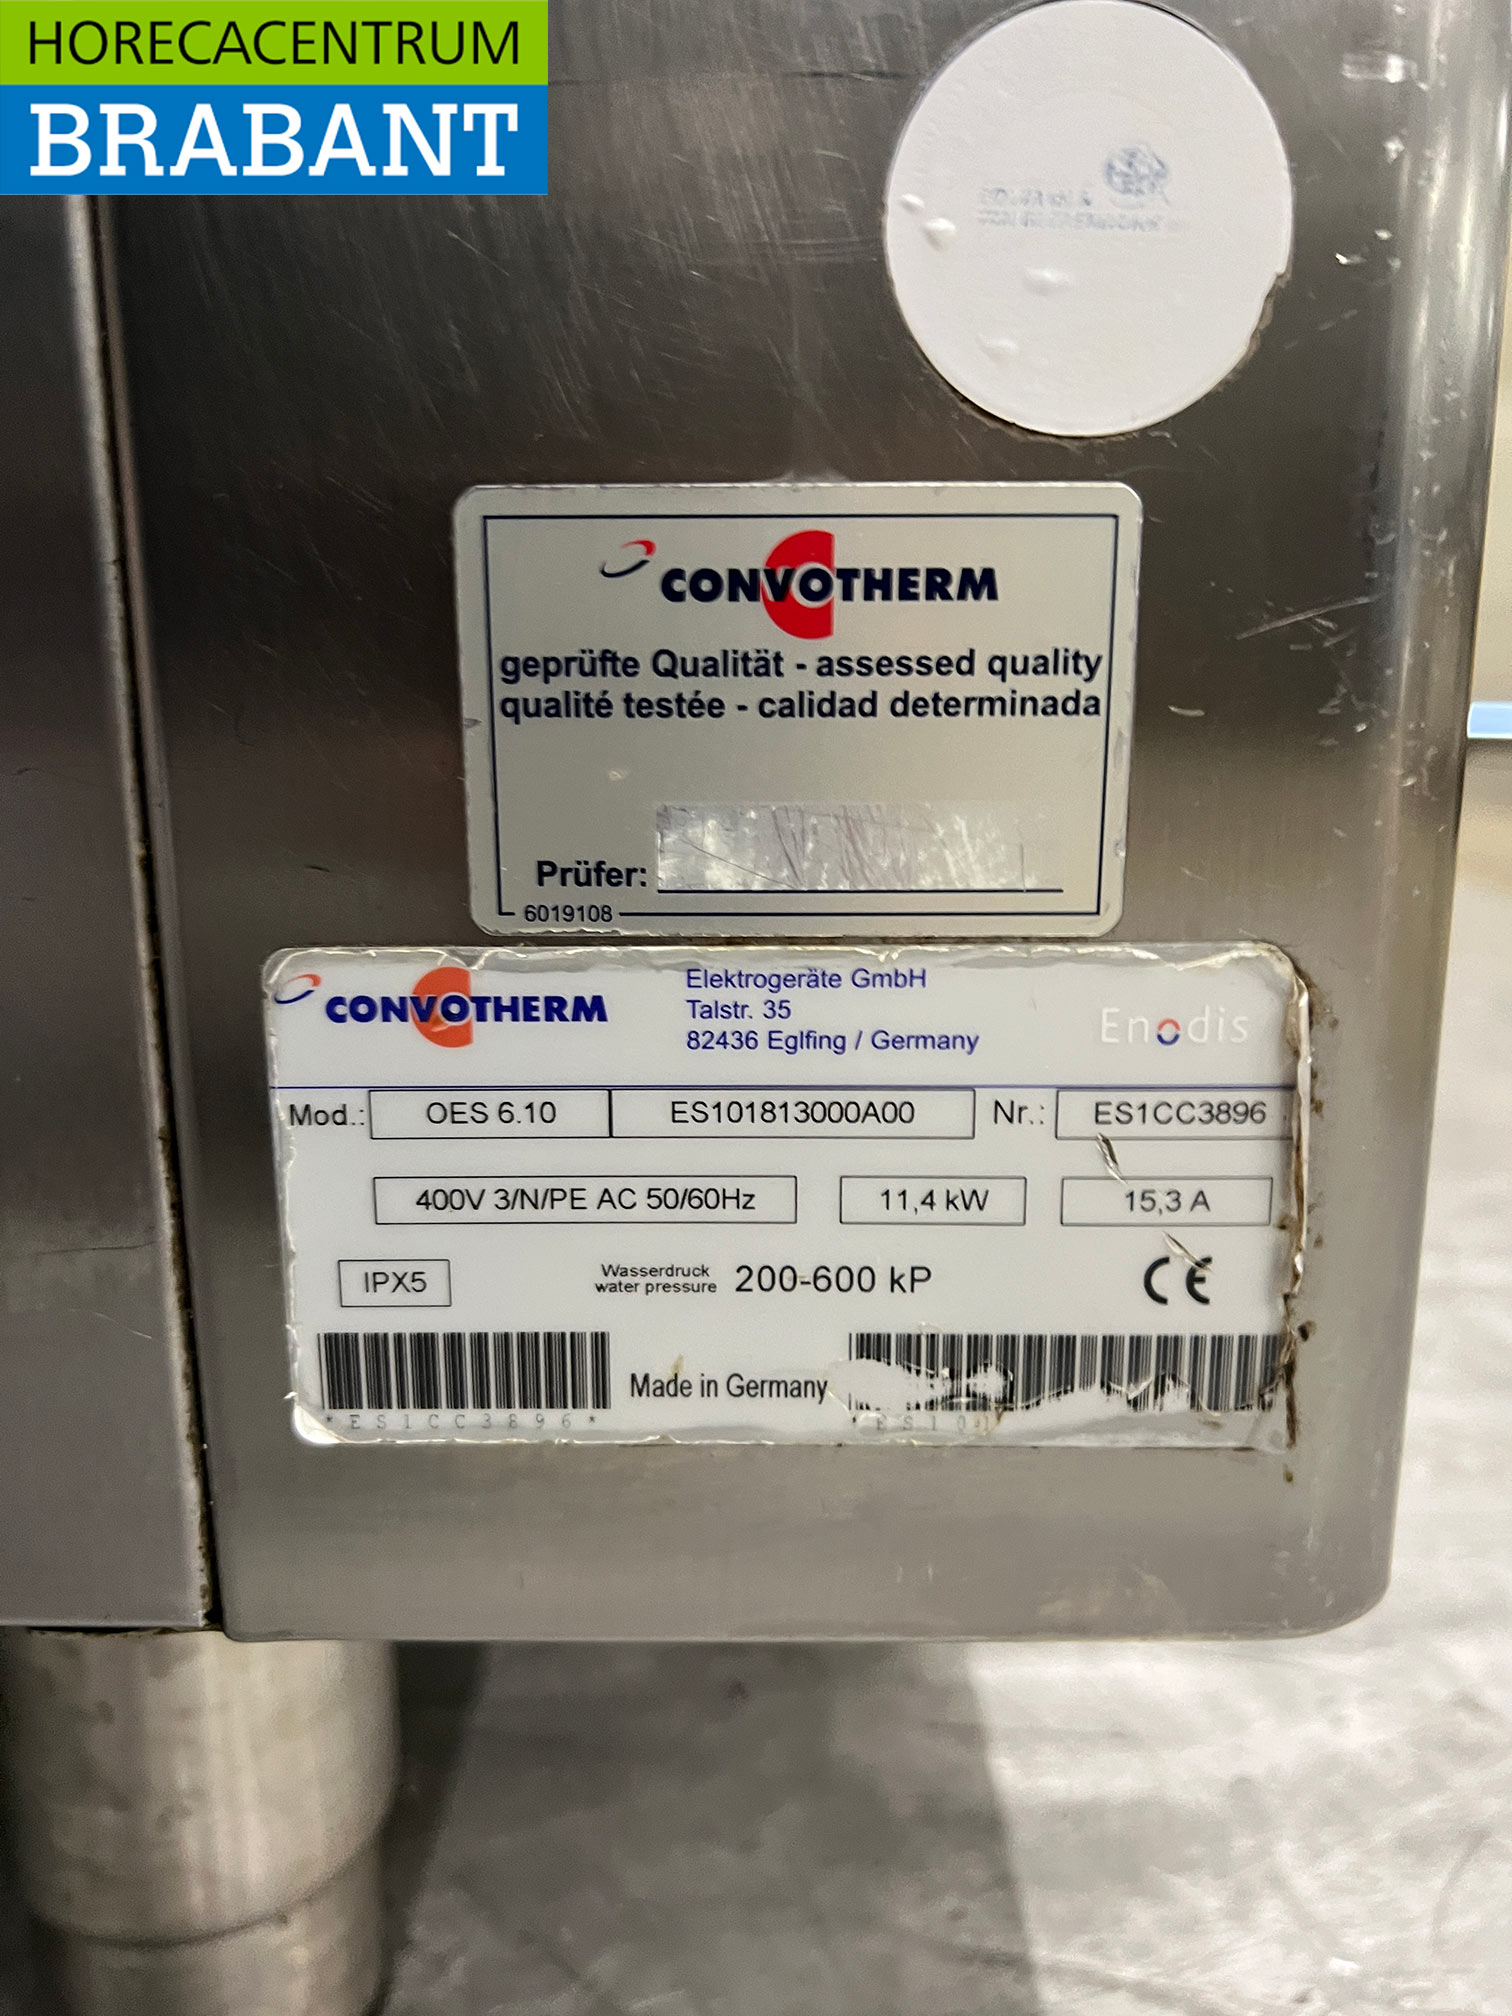 HORECACENTRUM
BRABANT
CONVOTHERM
geprüfte Qualität - assessed quality
qualité testée - calidad determinada
Prüfer:
6019108
CONVOTHERM
Elektrogeräte GmbH
Talstr. 35
82436 Eglfing / Germany
Enodis
Mod.: OES 6.10 ES101813000A00 Nr.: ES1CC3896
400V 3/N/PE AC 50/60Hz 11,4 kW 15,3 A
IPX5 Wasserdruck water pressure 200-600 kP CE
Made in Germany
*ES1CC3896* *ES101